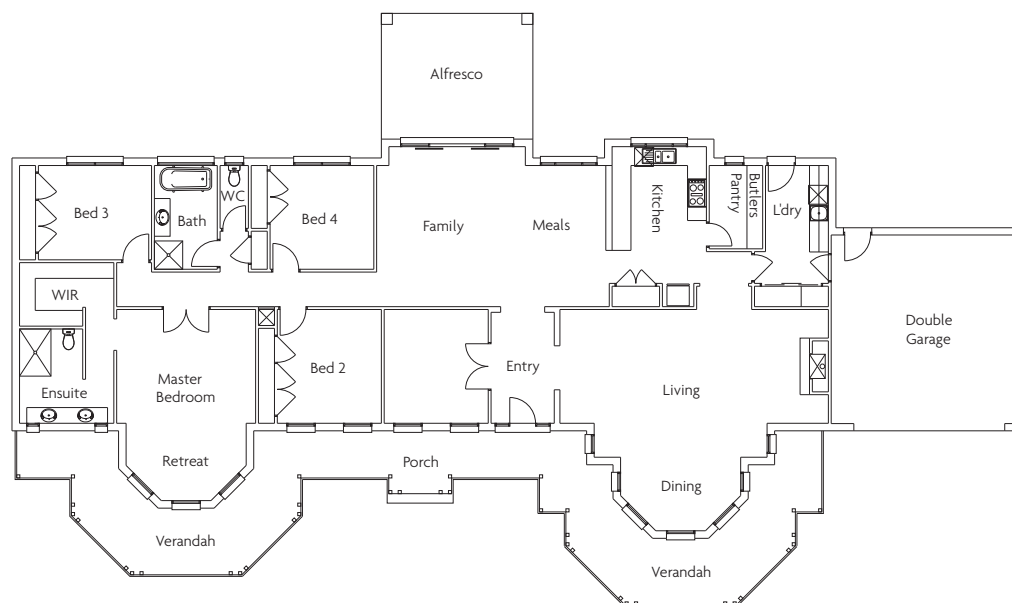 Alfresco
Bed 3
Bath
WC
Bed 4
Family
Meals
Kitchen
Butlers
Pantry
L'dry
WIR
Ensuite
Master
Bedroom
Retreat
Bed 2
Entry
Living
Double
Garage
Porch
Dining
Verandah
Verandah